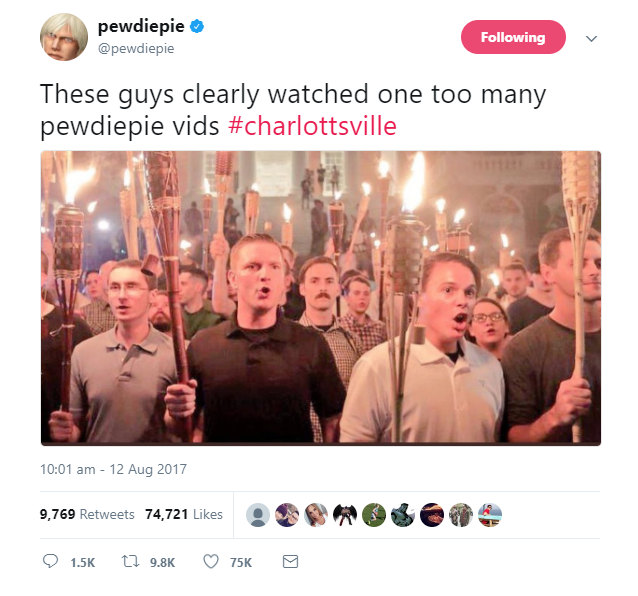 pewdiepie
@pewdiepie
Following
These guys clearly watched one too many
pewdiepie vids #charlottsville
10:01 am - 12 Aug 2017
9,769 Retweets 74,721 Likes
1.5K 9.8K 75K